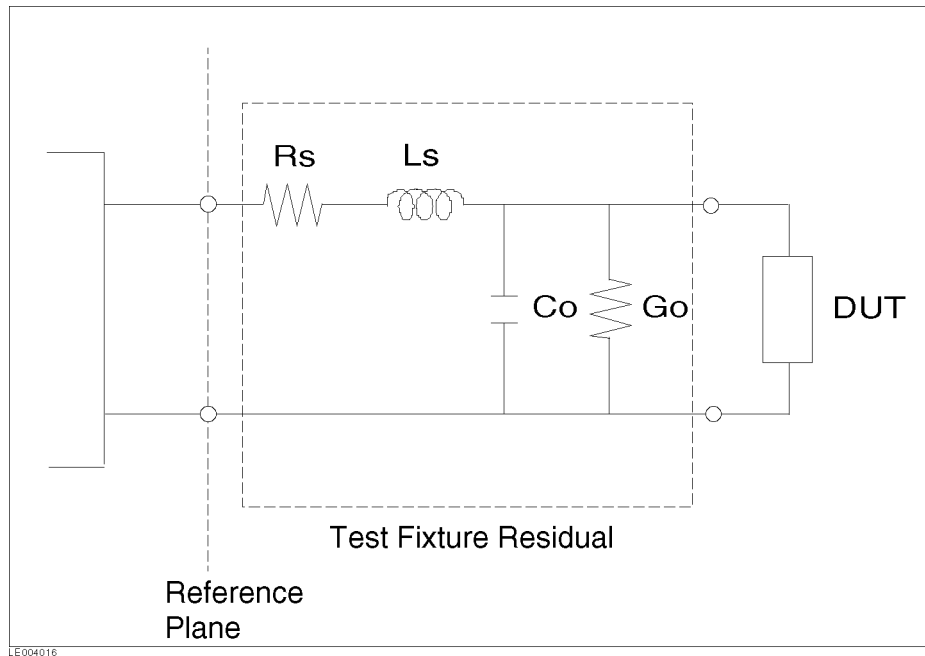 Rs
Ls
Co
Go
DUT
Test Fixture Residual
Reference
Plane
LE004016